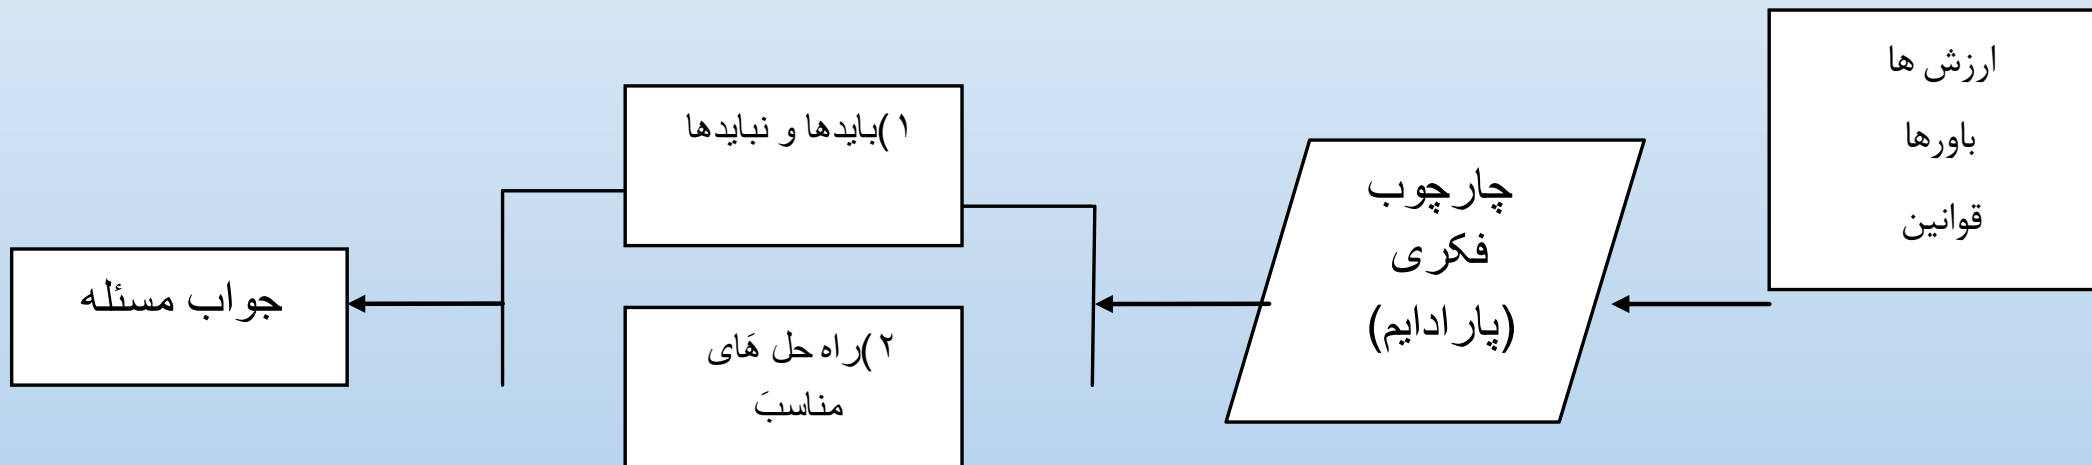 ارزش ها
باورها
قوانین
چارچوب
فکری
(پارادایم)
۱)بایدها و نبایدها
۲)راه حل هَای
مناسبَ
جواب مسئله